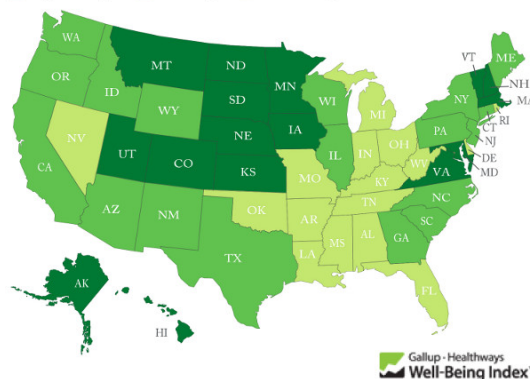 WA
MT
ND
MN
VT
ME
OR
ID
SD
WI
NY
NH
MA
WY
MI
RI
CT
NV
NE
IA
PA
NJ
UT
CO
IL
IN
OH
DE
MD
CA
KS
MO
WV
VA
KY
AZ
NM
OK
AR
TN
NC
SC
TX
LA
MS
AL
GA
FL
AK
HI
Gallup - Healthways
Well-Being Index